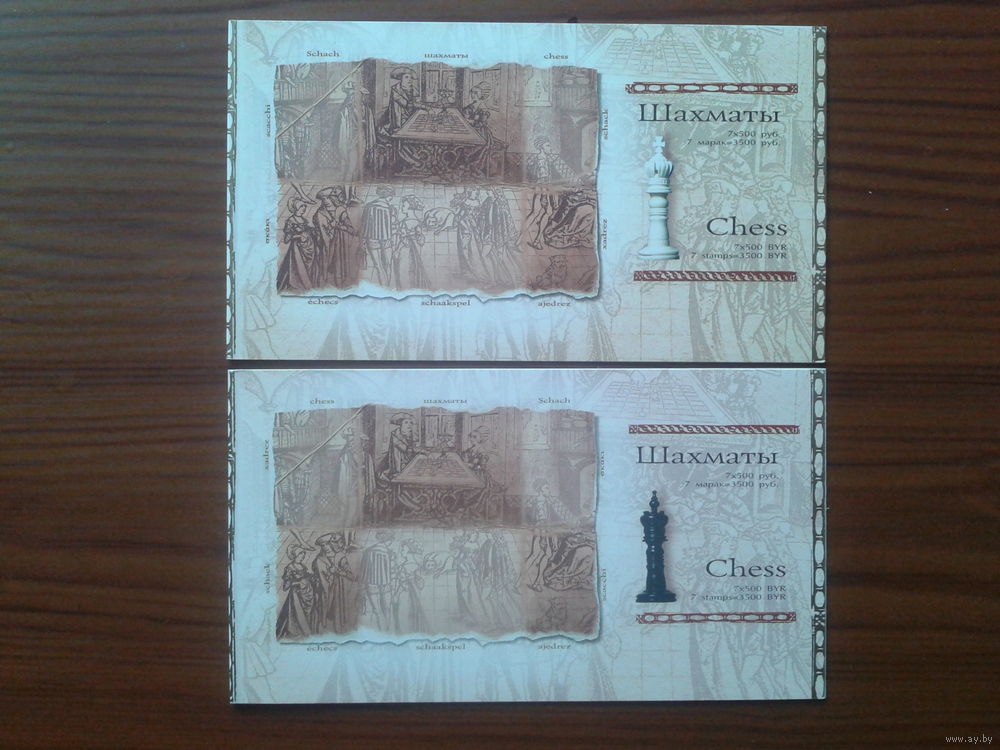 Schach
шахматы
chess
scacchi
schack
екакі
xadrez
échecs
schaakspel
ajedrez
Шахматы
7x500 руб.
7 марак=3500 руб.
Chess
7x500 BYR
7 stamps=3500 BYR
chess
шахматы
Schach
xadrez
schack
scacchi
échecs
schaakspel
ajedrez
Шахматы
7x500 руб.
7 марак=3500 руб.
Chess
7x500 BYR
7 stamps=3500 BYR
www.ay.by